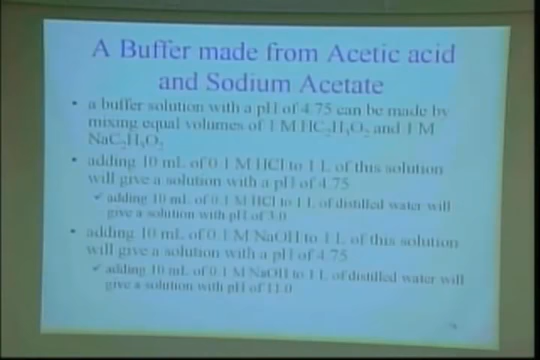 A Buffer made from Acetic acid
and Sodium Acetate
• a buffer solution with a pH of 4.75 can be made by
mixing equal volumes of 1 M HC₂H₃O₂ and 1 M
NaC₂H₃O₂
• adding 10 mL of 0.1 M HCl to 1 L of this solution
will give a solution with a pH of 4.75
✓ adding 10 mL of 0.1 M HCl to 1 L of distilled water will
give a solution with pH of 3.0
• adding 10 mL of 0.1 M NaOH to 1 L of this solution
will give a solution with a pH of 4.75
✓ adding 10 mL of 0.1 M NaOH to 1 L of distilled water will
give a solution with pH of 11.0